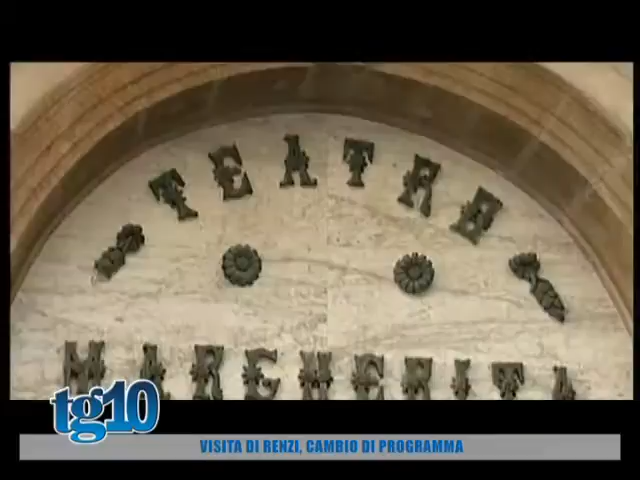 TEATRO
MARGHERITA
tg10
VISITA DI RENZI, CAMBIO DI PROGRAMMA